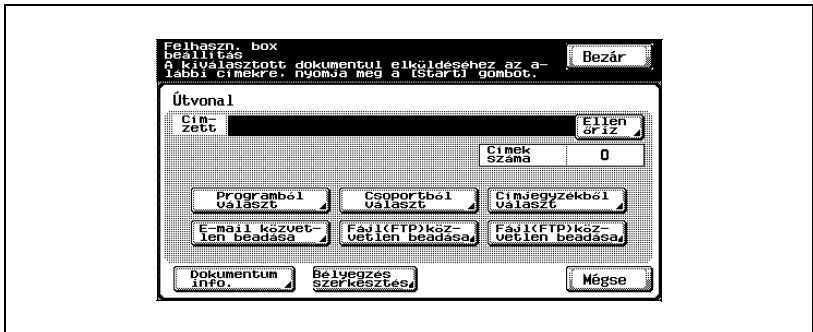 Felhaszn. box
beállítás
A kiválasztott dokumentul elküldéséhez az a-
lábbi címekre, nyomja meg a [Start] gombot.
Bezár
Útvonal
Cím-
zett
Ellen
őriz
Címek
száma
0
Programból
választ
Csoportból
választ
Címjegyzékből
választ
E-mail közvet-
len beadása
Fájl(FTP)köz-
vetlen beadása
Fájl(FTP)köz-
vetlen beadása
Dokumentum
info.
Bélyegzés
szerkesztés
Mégse